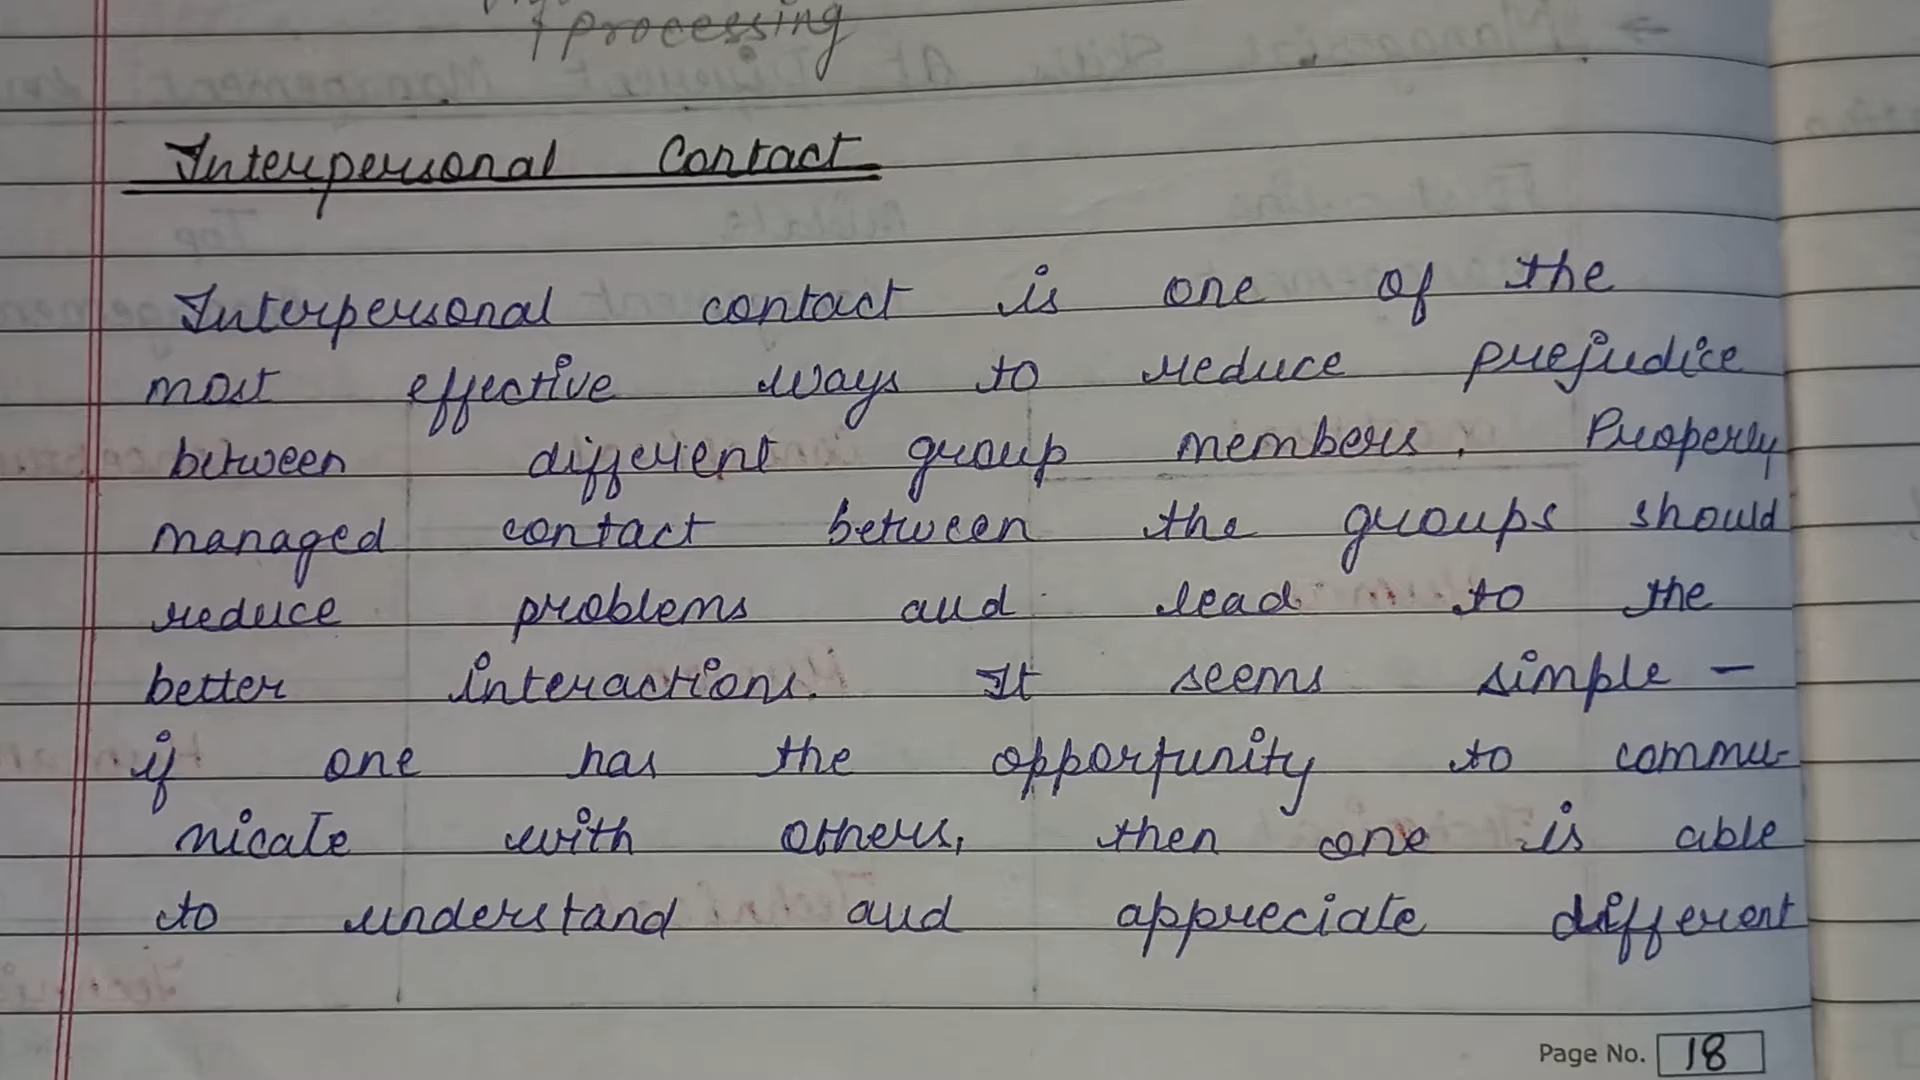 processing
Interpersonal Contact
Interpersonal contact is one of the
most effective ways to reduce prejudice
between different group members. Properly
managed contact between the groups should
reduce problems and lead to the
better interactions. It seems simple -
if one has the opportunity to commu-
nicate with others, then one is able
to understand and appreciate different
Page No. 18